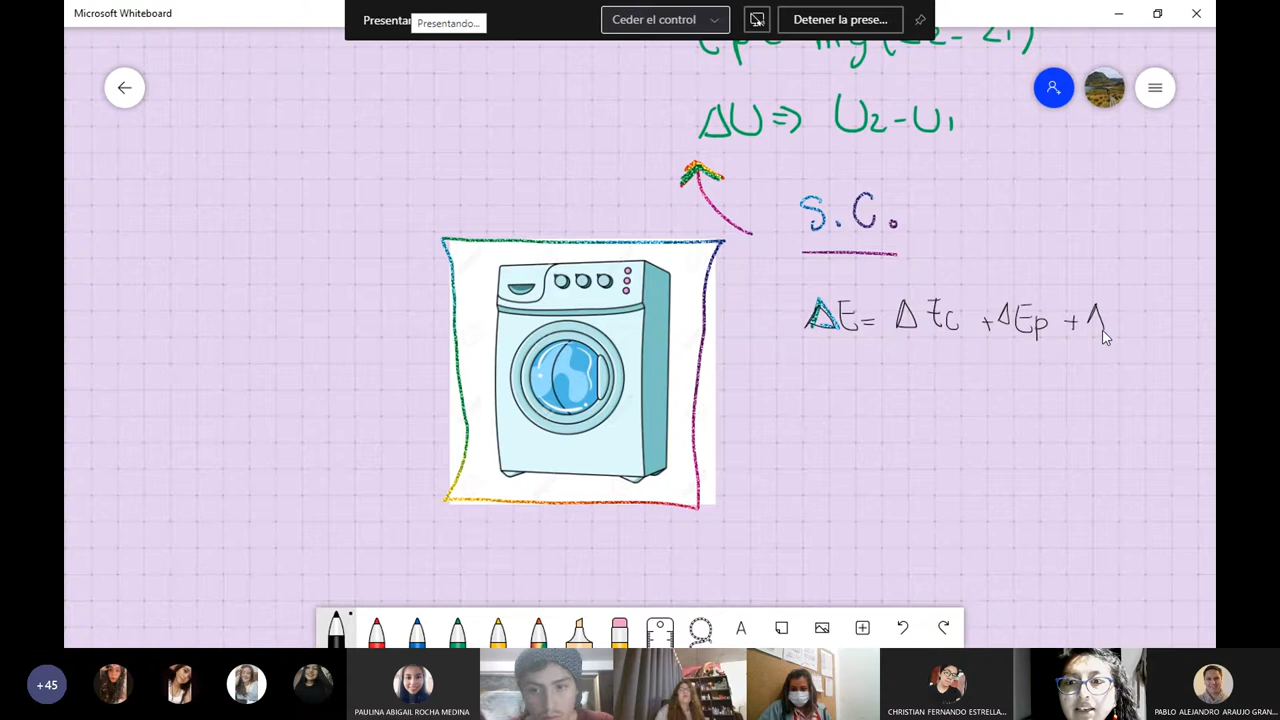 Microsoft Whiteboard
Presentando...
Ceder el control
Detener la prese...
ΔU => U2 - U1
S.C.
ΔE = ΔEc + ΔEp + Δ
A
+45
PAULINA ABIGAIL ROCHA MEDINA
CHRISTIAN FERNANDO ESTRELLA...
PABLO ALEJANDRO ARAUJO GRAN...